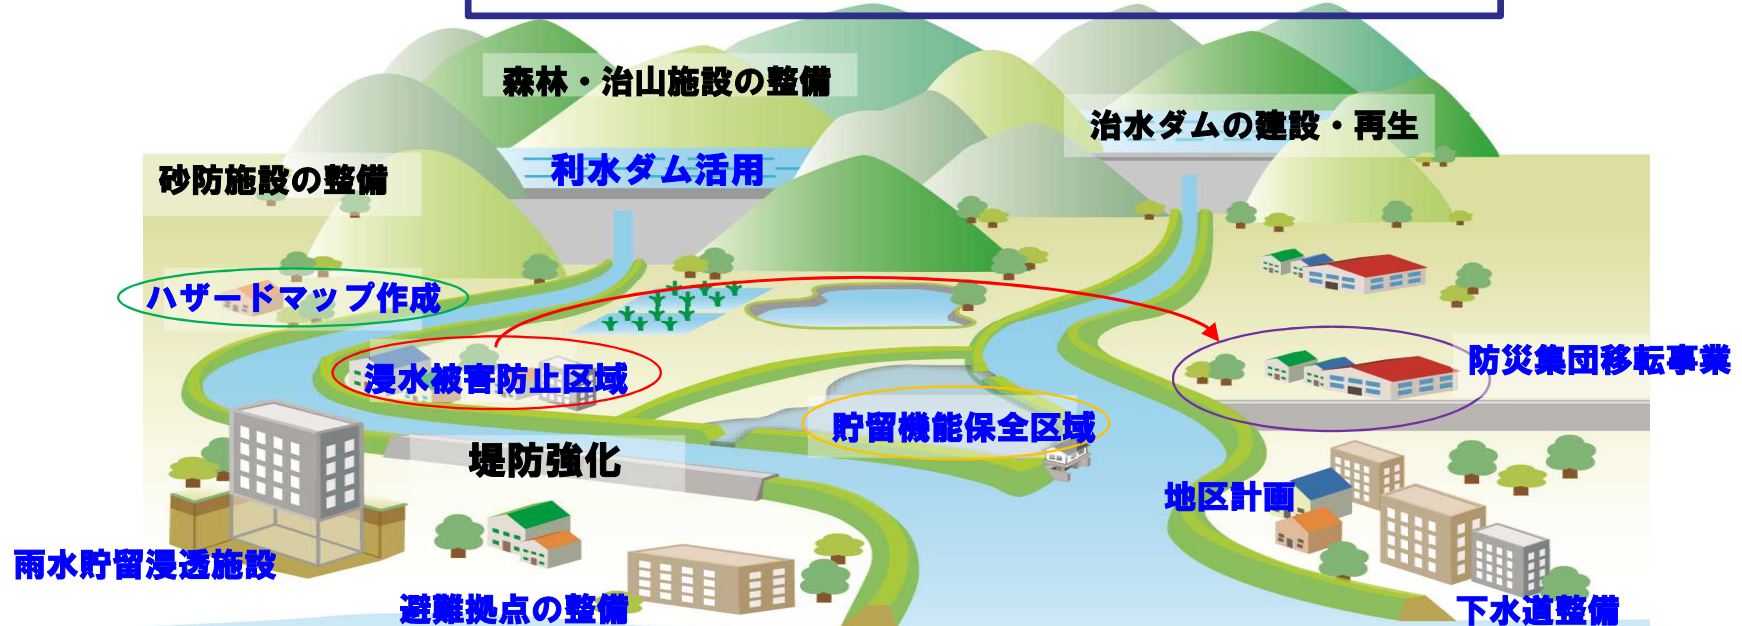 森林・治山施設の整備
治水ダムの建設・再生
利水ダム活用
砂防施設の整備
ハザードマップ作成
浸水被害防止区域
防災集団移転事業
貯留機能保全区域
堤防強化
地区計画
雨水貯留浸透施設
避難拠点の整備
下水道整備